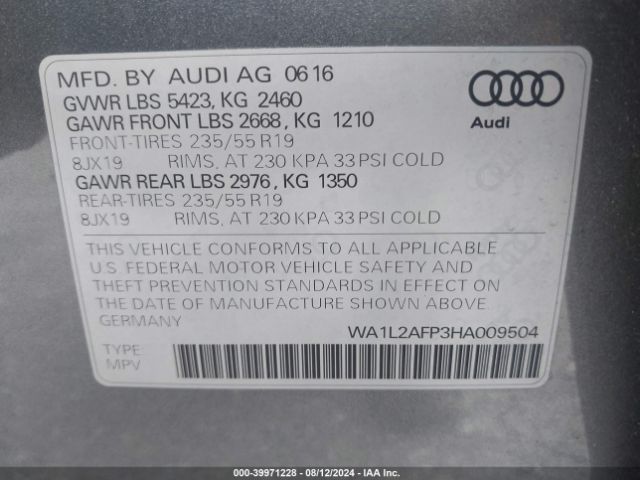 MFD. BY AUDI AG 0616
GVWR LBS 5423, KG 2460
GAWR FRONT LBS 2668, KG 1210
FRONT-TIRES 235/55 R19
8JX19 RIMS, AT 230 KPA 33 PSI COLD
GAWR REAR LBS 2976, KG 1350
REAR-TIRES 235/55 R19
8JX19 RIMS, AT 230 KPA 33 PSI COLD
Audi
THIS VEHICLE CONFORMS TO ALL APPLICABLE
U.S. FEDERAL MOTOR VEHICLE SAFETY AND
THEFT PREVENTION STANDARDS IN EFFECT ON
THE DATE OF MANUFACTURE SHOWN ABOVE.
GERMANY
WA1L2AFP3HA009504
TYPE
MPV
000-39971228 - 08/12/2024 - IAA Inc.